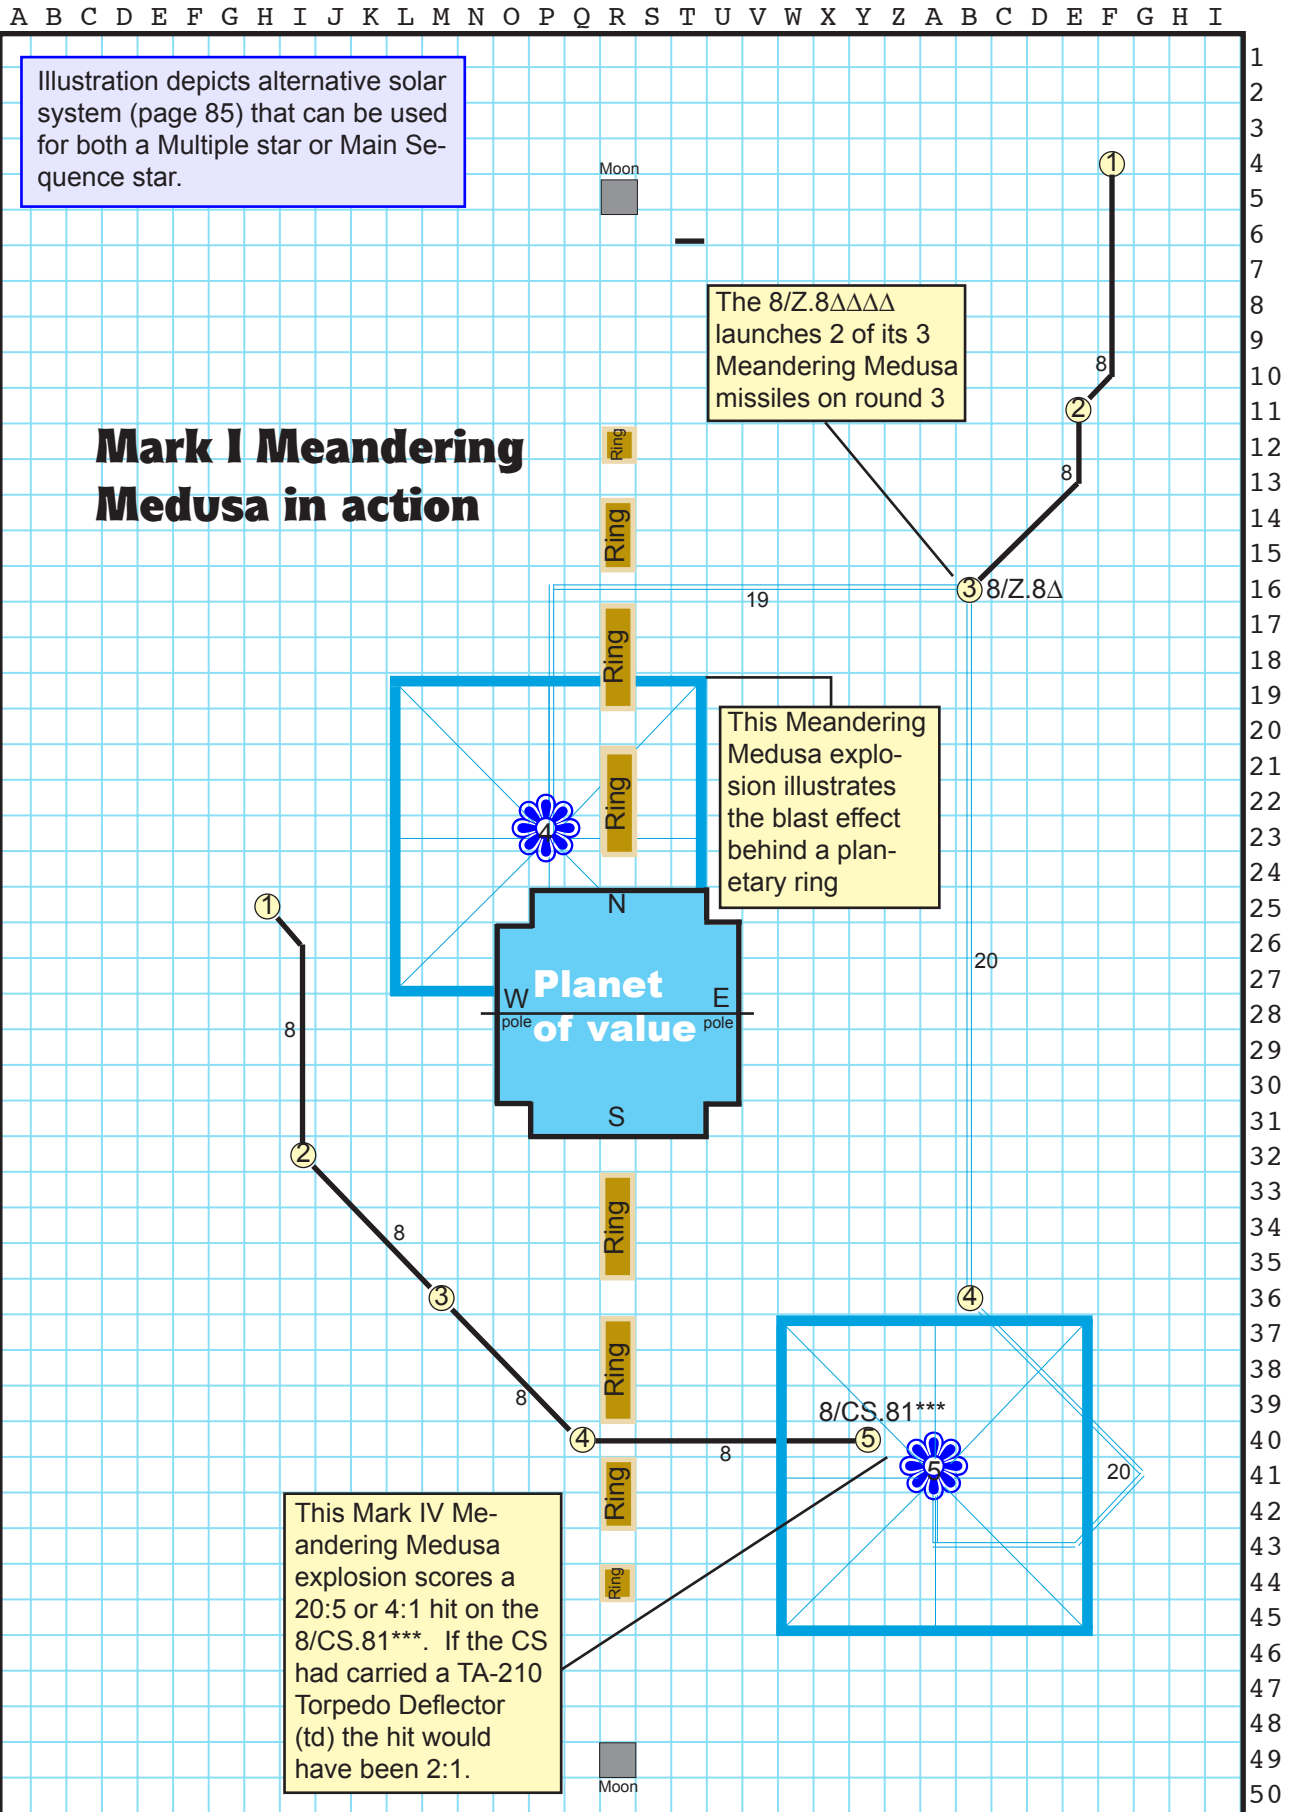 A B C D E F G H I J K L M N O P Q R S T U V W X Y Z A B C D E F G H I
1
2
3
4
5
6
7
8
9
10
11
12
13
14
15
16
17
18
19
20
21
22
23
24
25
26
27
28
29
30
31
32
33
34
35
36
37
38
39
40
41
42
43
44
45
46
47
48
49
50
Illustration depicts alternative solar
system (page 85) that can be used
for both a Multiple star or Main Se-
quence star.
Moon
1
The 8/Z.8ΔΔΔΔ
launches 2 of its 3
Meandering Medusa
missiles on round 3
8
2
Mark I Meandering
Medusa in action
Ring
8
Ring
3 8/Z.8Δ
19
Ring
This Meandering
Medusa explo-
sion illustrates
the blast effect
behind a plan-
etary ring
Ring
4
1
N
20
W
pole
Planet
of value
E
pole
8
S
2
Ring
8
3
4
Ring
8
8/CS.81***
4
8
5
5
20
Ring
This Mark IV Me-
andering Medusa
explosion scores a
20:5 or 4:1 hit on the
8/CS.81***. If the CS
had carried a TA-210
Torpedo Deflector
(td) the hit would
have been 2:1.
Ring
Moon